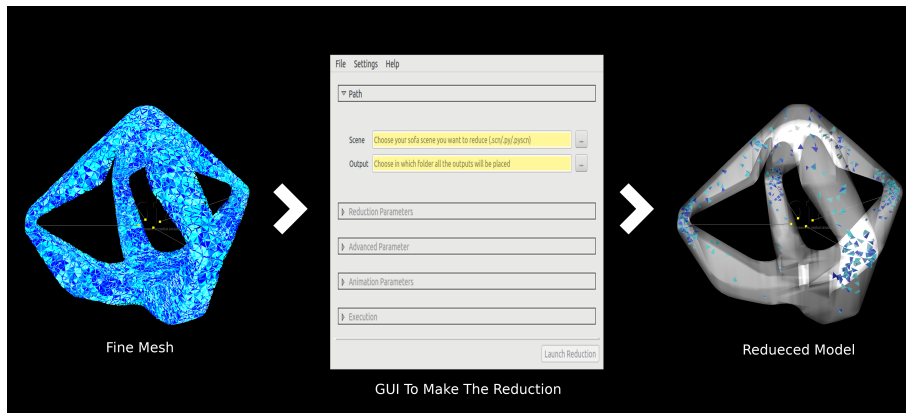 File Settings Help
Path
Scene Choose your sofa scene you want to reduce (.scn/.py/.pyscn) ...
Output Choose in which folder all the outputs will be placed ...
Reduction Parameters
Advanced Parameter
Animation Parameters
Execution
Launch Reduction
Fine Mesh
GUI To Make The Reduction
Redueced Model